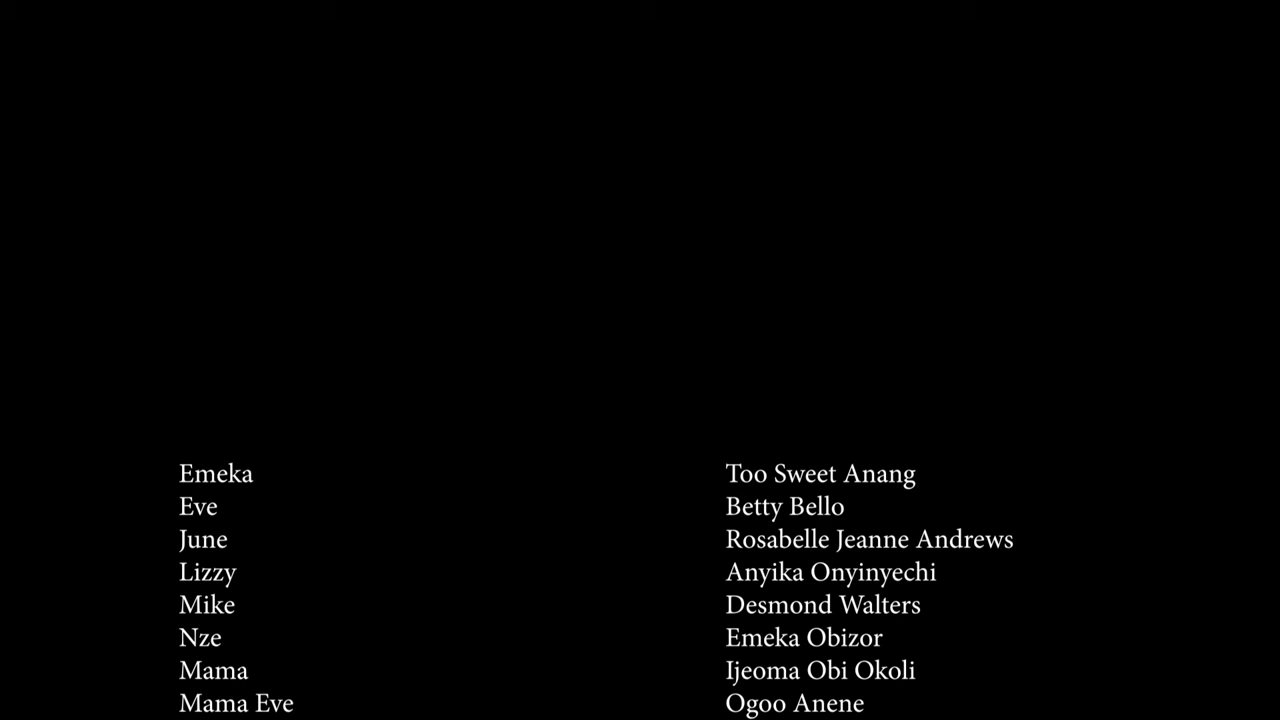 Emeka Too Sweet Anang
Eve Betty Bello
June Rosabelle Jeanne Andrews
Lizzy Anyika Onyinyechi
Mike Desmond Walters
Nze Emeka Obizor
Mama Ijeoma Obi Okoli
Mama Eve Ogoo Anene